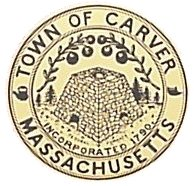 TOWN OF CARVER
INCORPORATED 1790
MASSACHUSETTS